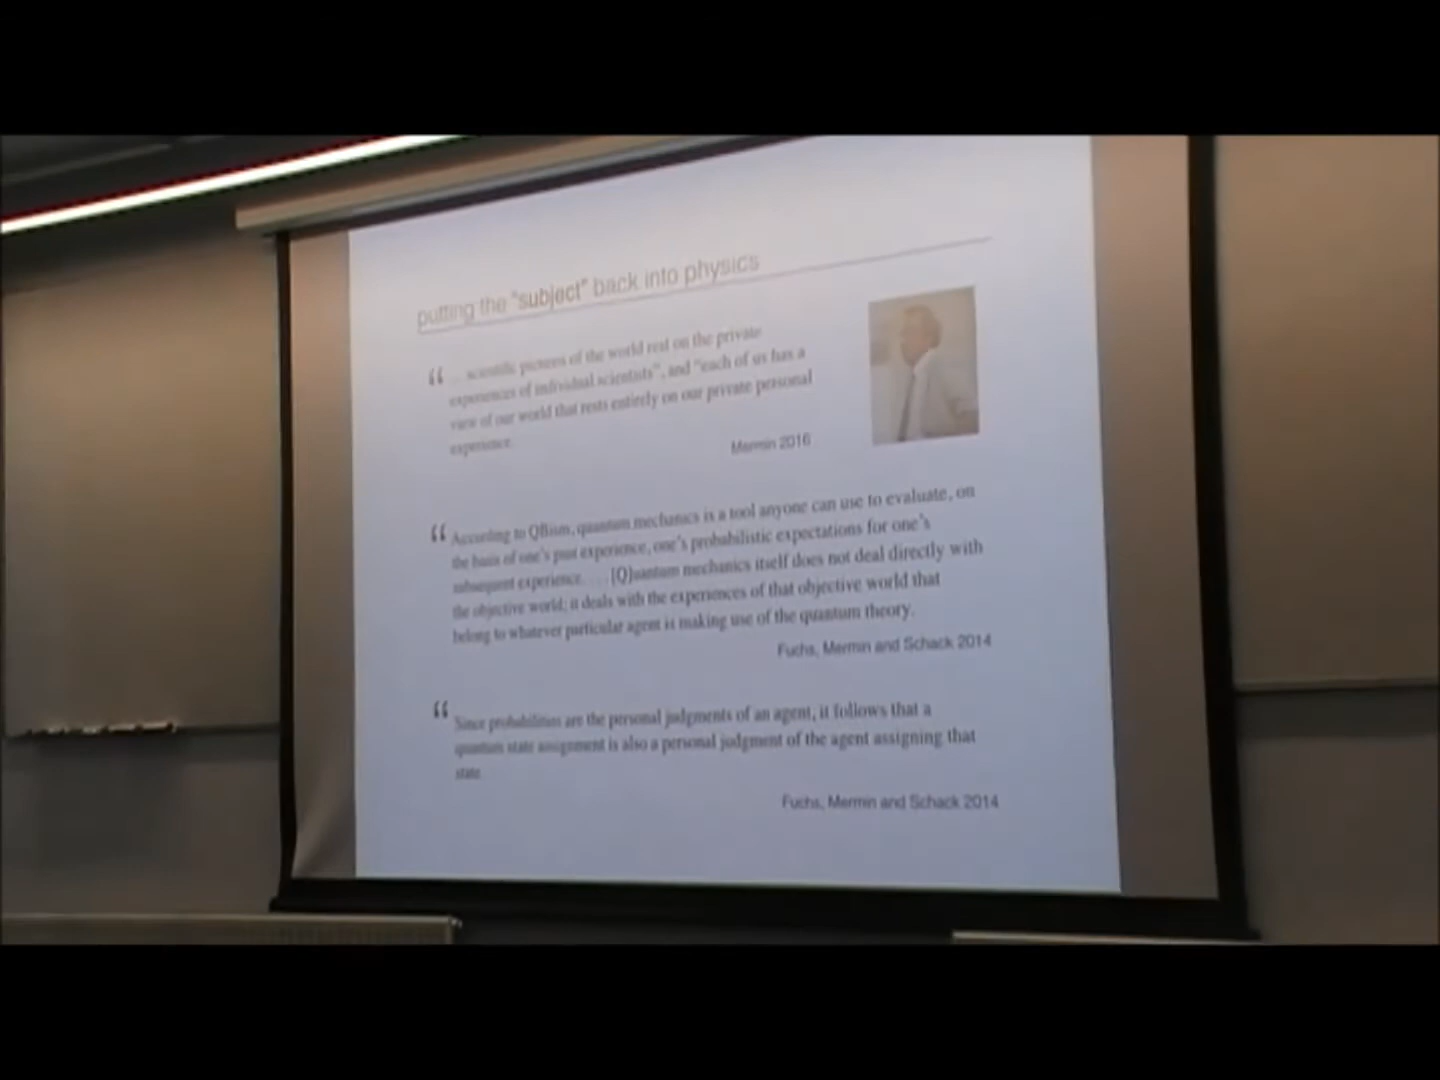 putting the "subject" back into physics
“ ... scientific pictures of the world rest on the private
experiences of individual scientists”, and “each of us has a
view of our world that rests entirely on our private personal
experience.
Mermin 2016
“ According to QBism, quantum mechanics is a tool anyone can use to evaluate, on
the basis of one's past experience, one's probabilistic expectations for one's
subsequent experience. . . . [Q]uantum mechanics itself does not deal directly with
the objective world; it deals with the experiences of that objective world that
belong to whatever particular agent is making use of the quantum theory.
Fuchs, Mermin and Schack 2014
“ Since probabilities are the personal judgments of an agent, it follows that a
quantum state assignment is also a personal judgment of the agent assigning that
state.
Fuchs, Mermin and Schack 2014